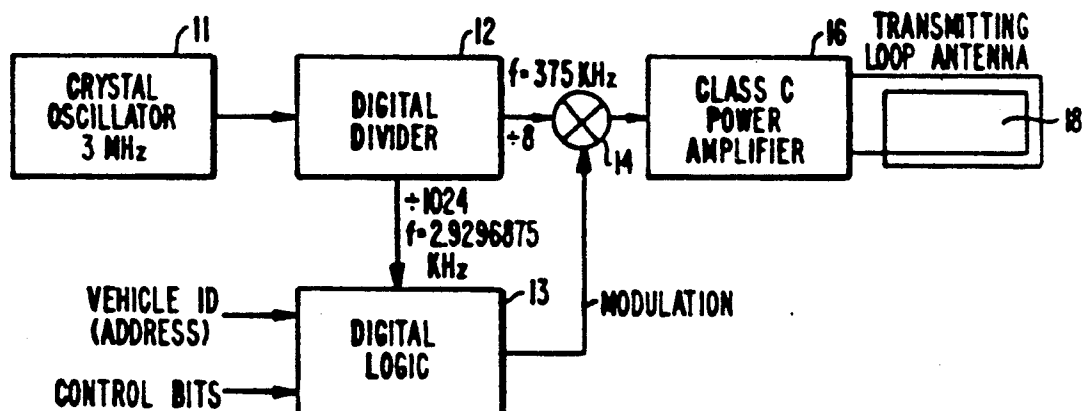 11
CRYSTAL
OSCILLATOR
3 MHz
12
DIGITAL
DIVIDER
f=375 KHz
÷8
14
16
CLASS C
POWER
AMPLIFIER
TRANSMITTING
LOOP ANTENNA
18
÷1024
f=2.9296875
KHz
VEHICLE ID
(ADDRESS)
CONTROL BITS
13
DIGITAL
LOGIC
MODULATION